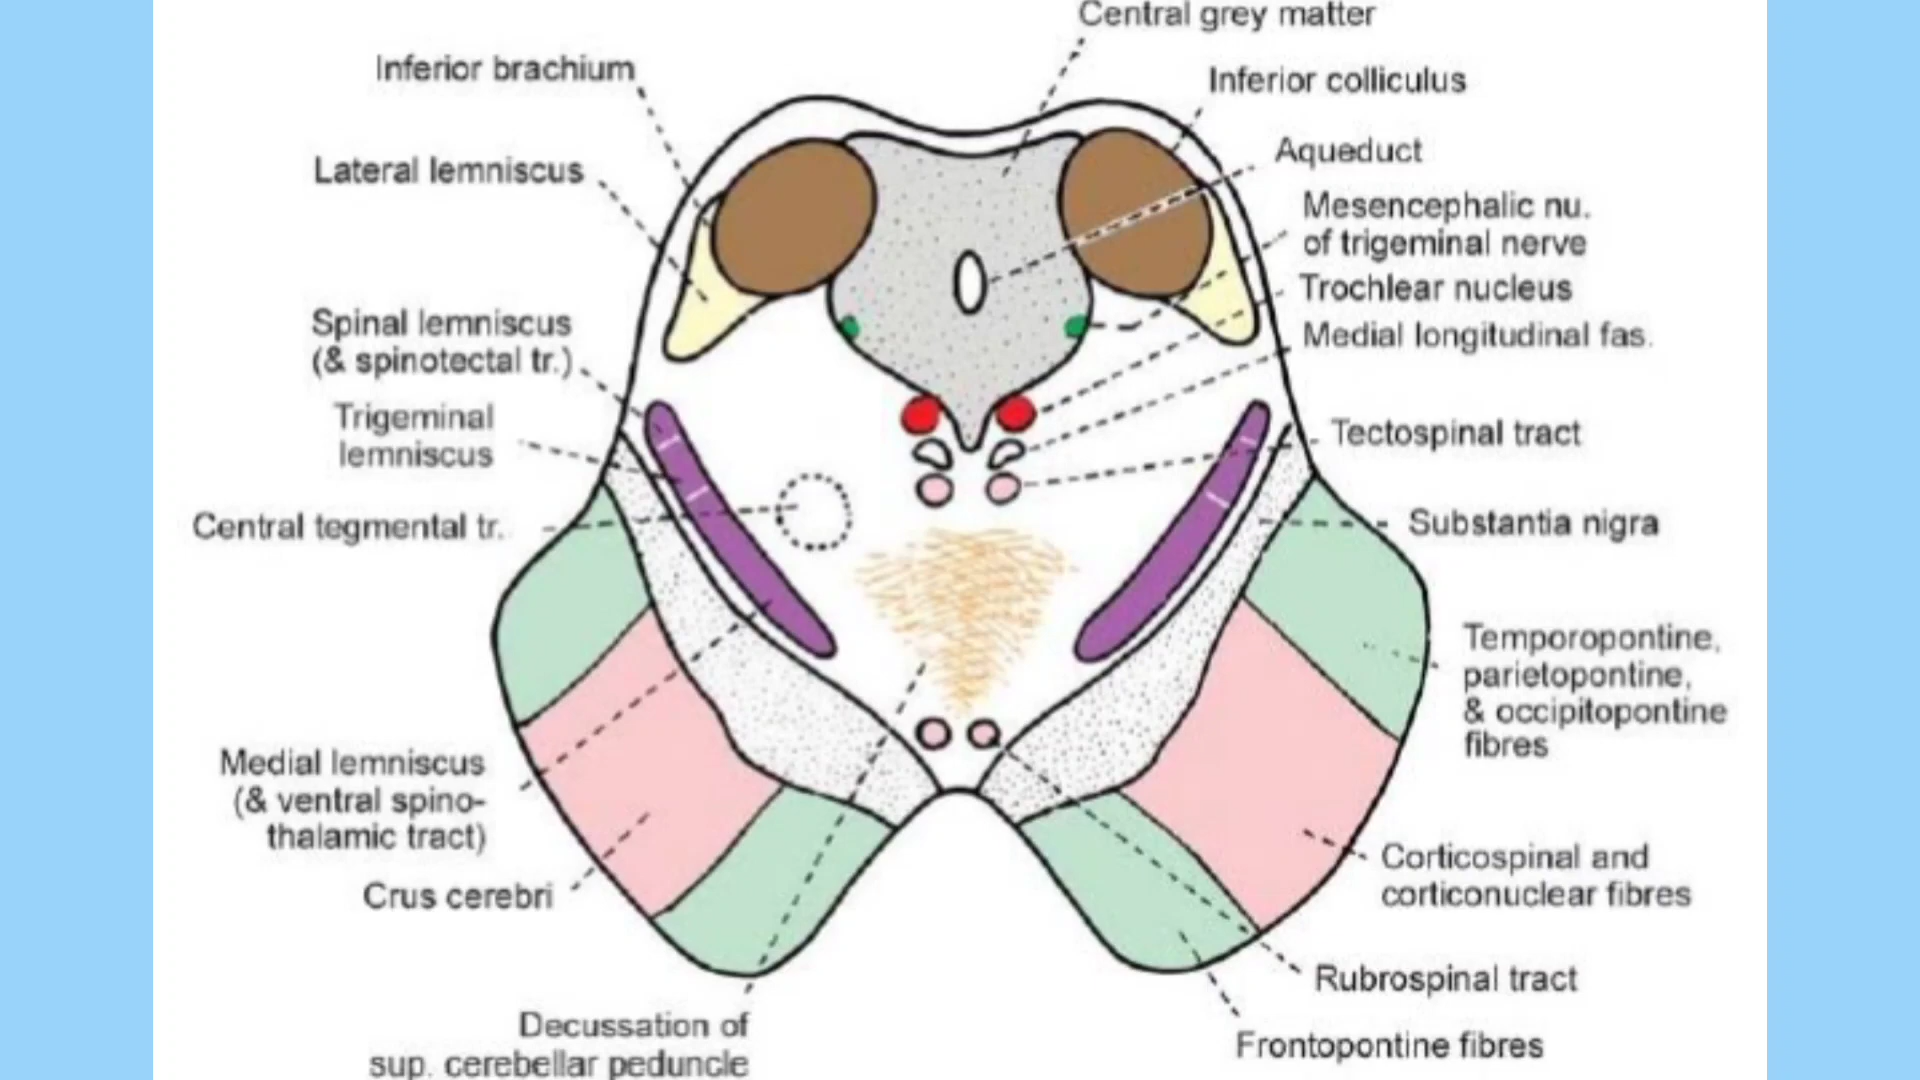 Central grey matter
Inferior brachium
Inferior colliculus
Aqueduct
Lateral lemniscus
Mesencephalic nu.
of trigeminal nerve
Trochlear nucleus
Spinal lemniscus
(& spinotectal tr.)
Medial longitudinal fas.
Trigeminal
lemniscus
Tectospinal tract
Central tegmental tr.
Substantia nigra
Temporopontine,
parietopontine,
& occipitopontine
fibres
Medial lemniscus
(& ventral spino-
thalamic tract)
Crus cerebri
Corticospinal and
corticonuclear fibres
Rubrospinal tract
Decussation of
sup. cerebellar peduncle
Frontopontine fibres